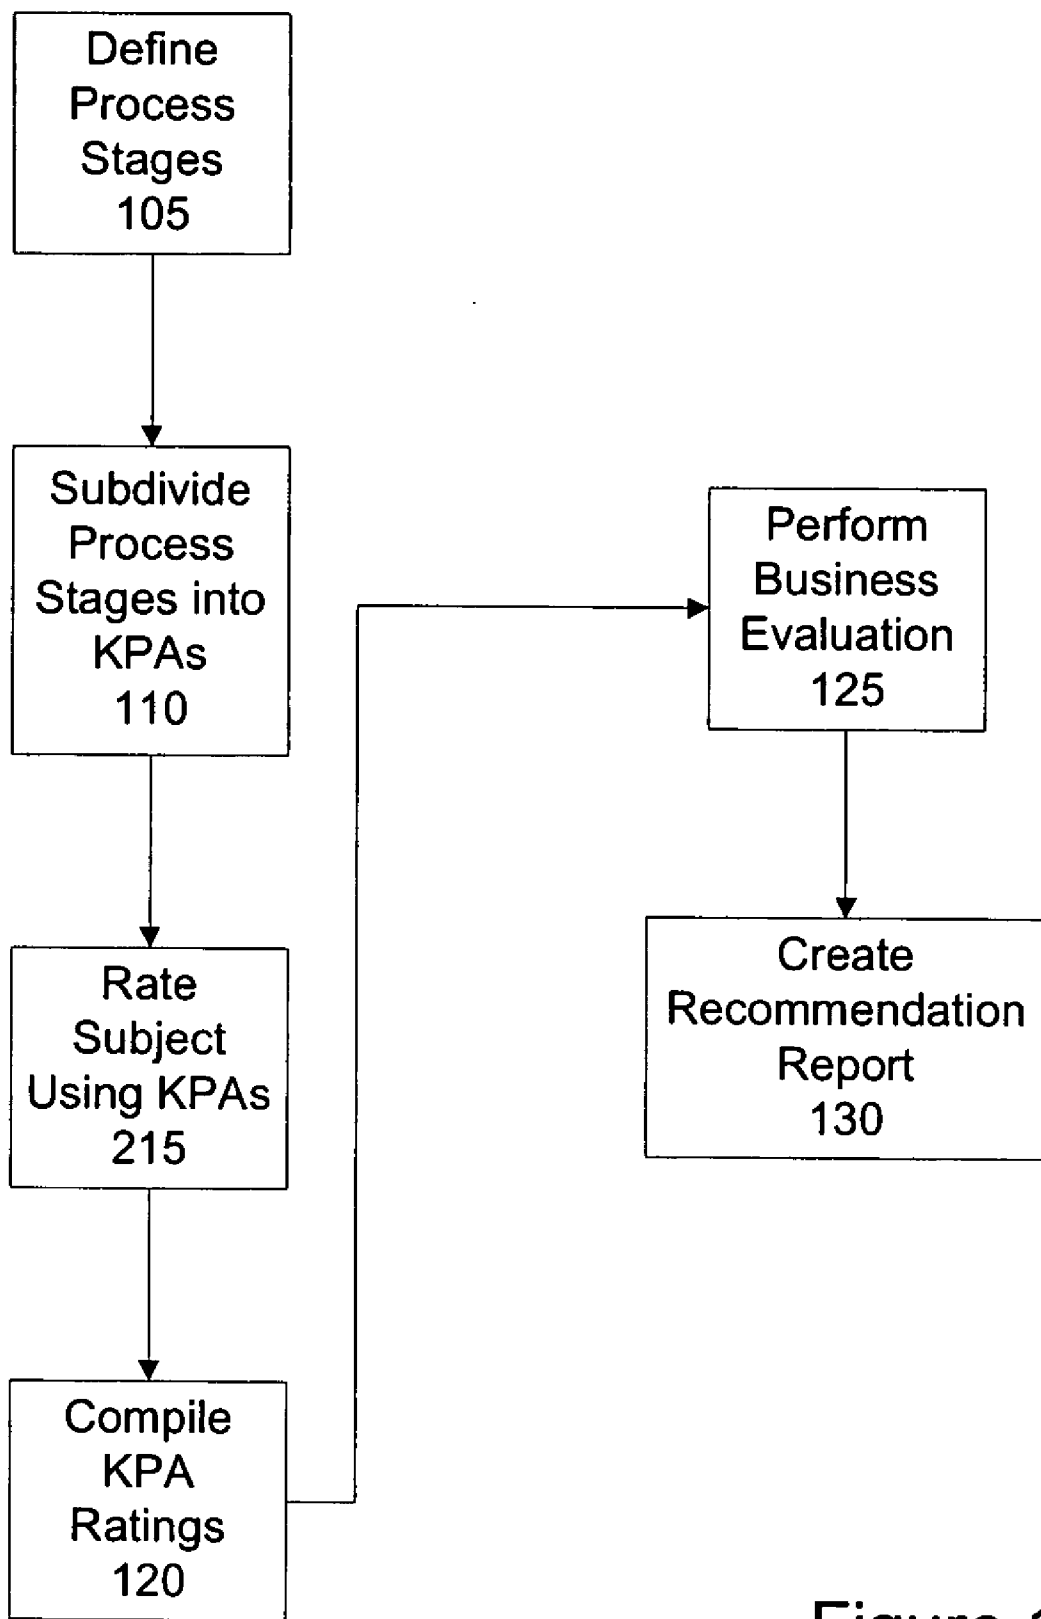 Define
Process
Stages
105
Subdivide
Process
Stages into
KPAs
110
Rate
Subject
Using KPAs
215
Compile
KPA
Ratings
120
Perform
Business
Evaluation
125
Create
Recommendation
Report
130
Figure